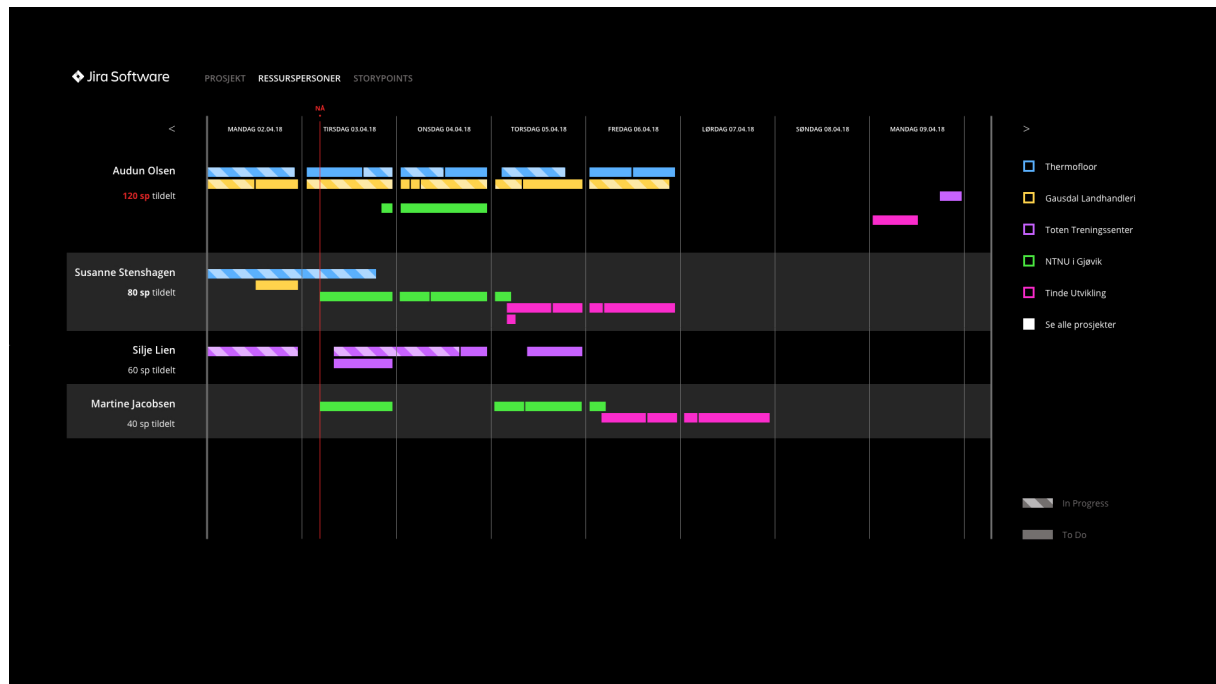 Jira Software PROSJEKT RESSURSPERSONER STORYPOINTS
NÅ
< MANDAG 02.04.18 TIRSDAG 03.04.18 ONSDAG 04.04.18 TORSDAG 05.04.18 FREDAG 06.04.18 LØRDAG 07.04.18 SØNDAG 08.04.18 MANDAG 09.04.18 >
Audun Olsen
120 sp tildelt
Susanne Stenshagen
80 sp tildelt
Silje Lien
60 sp tildelt
Martine Jacobsen
40 sp tildelt
Thermofloor
Gausdal Landhandleri
Toten Treningssenter
NTNU i Gjøvik
Tinde Utvikling
Se alle prosjekter
In Progress
To Do